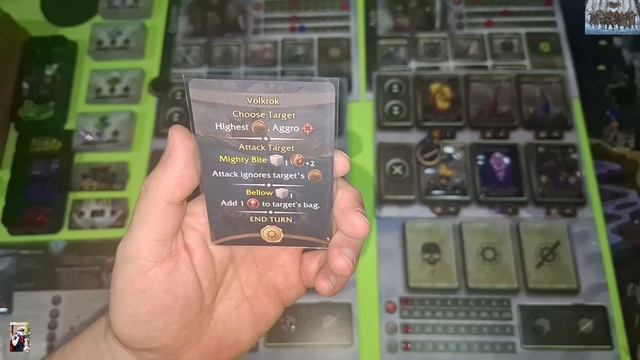 Volkrok
Choose Target
Highest , Aggro
Attack Target
Mighty Bite 1 +2
Attack ignores target's
Bellow 1
Add 1 to target's bag.
END TURN.